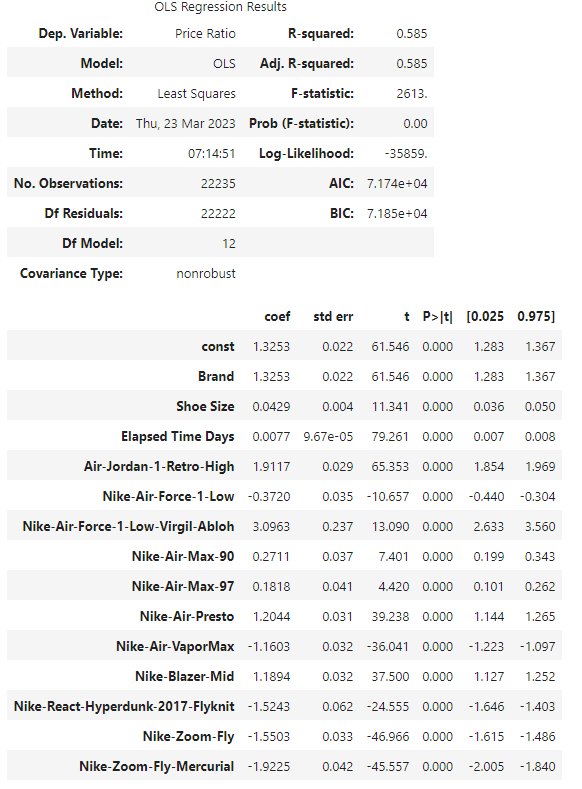 OLS Regression Results
Dep. Variable: Price Ratio R-squared: 0.585
Model: OLS Adj. R-squared: 0.585
Method: Least Squares F-statistic: 2613.
Date: Thu, 23 Mar 2023 Prob (F-statistic): 0.00
Time: 07:14:51 Log-Likelihood: -35859.
No. Observations: 22235 AIC: 7.174e+04
Df Residuals: 22222 BIC: 7.185e+04
Df Model: 12
Covariance Type: nonrobust
coef std err t P>|t| [0.025 0.975]
const 1.3253 0.022 61.546 0.000 1.283 1.367
Brand 1.3253 0.022 61.546 0.000 1.283 1.367
Shoe Size 0.0429 0.004 11.341 0.000 0.036 0.050
Elapsed Time Days 0.0077 9.67e-05 79.261 0.000 0.007 0.008
Air-Jordan-1-Retro-High 1.9117 0.029 65.353 0.000 1.854 1.969
Nike-Air-Force-1-Low -0.3720 0.035 -10.657 0.000 -0.440 -0.304
Nike-Air-Force-1-Low-Virgil-Abloh 3.0963 0.237 13.090 0.000 2.633 3.560
Nike-Air-Max-90 0.2711 0.037 7.401 0.000 0.199 0.343
Nike-Air-Max-97 0.1818 0.041 4.420 0.000 0.101 0.262
Nike-Air-Presto 1.2044 0.031 39.238 0.000 1.144 1.265
Nike-Air-VaporMax -1.1603 0.032 -36.041 0.000 -1.223 -1.097
Nike-Blazer-Mid 1.1894 0.032 37.500 0.000 1.127 1.252
Nike-React-Hyperdunk-2017-Flyknit -1.5243 0.062 -24.555 0.000 -1.646 -1.403
Nike-Zoom-Fly -1.5503 0.033 -46.966 0.000 -1.615 -1.486
Nike-Zoom-Fly-Mercurial -1.9225 0.042 -45.557 0.000 -2.005 -1.840